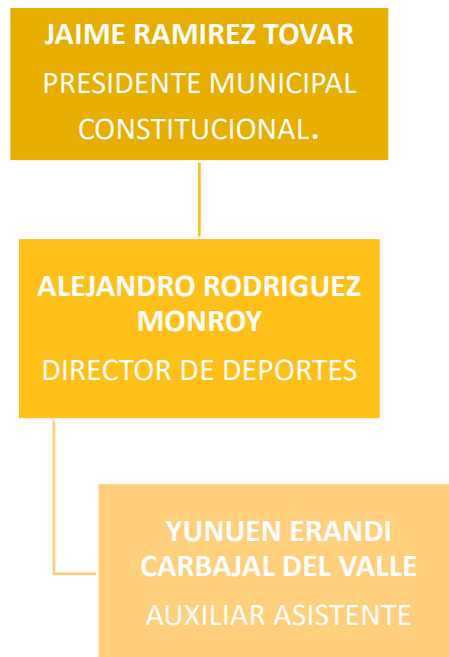 JAIME RAMIREZ TOVAR
PRESIDENTE MUNICIPAL
CONSTITUCIONAL.
ALEJANDRO RODRIGUEZ
MONROY
DIRECTOR DE DEPORTES
YUNUEN ERANDI
CARBAJAL DEL VALLE
AUXILIAR ASISTENTE